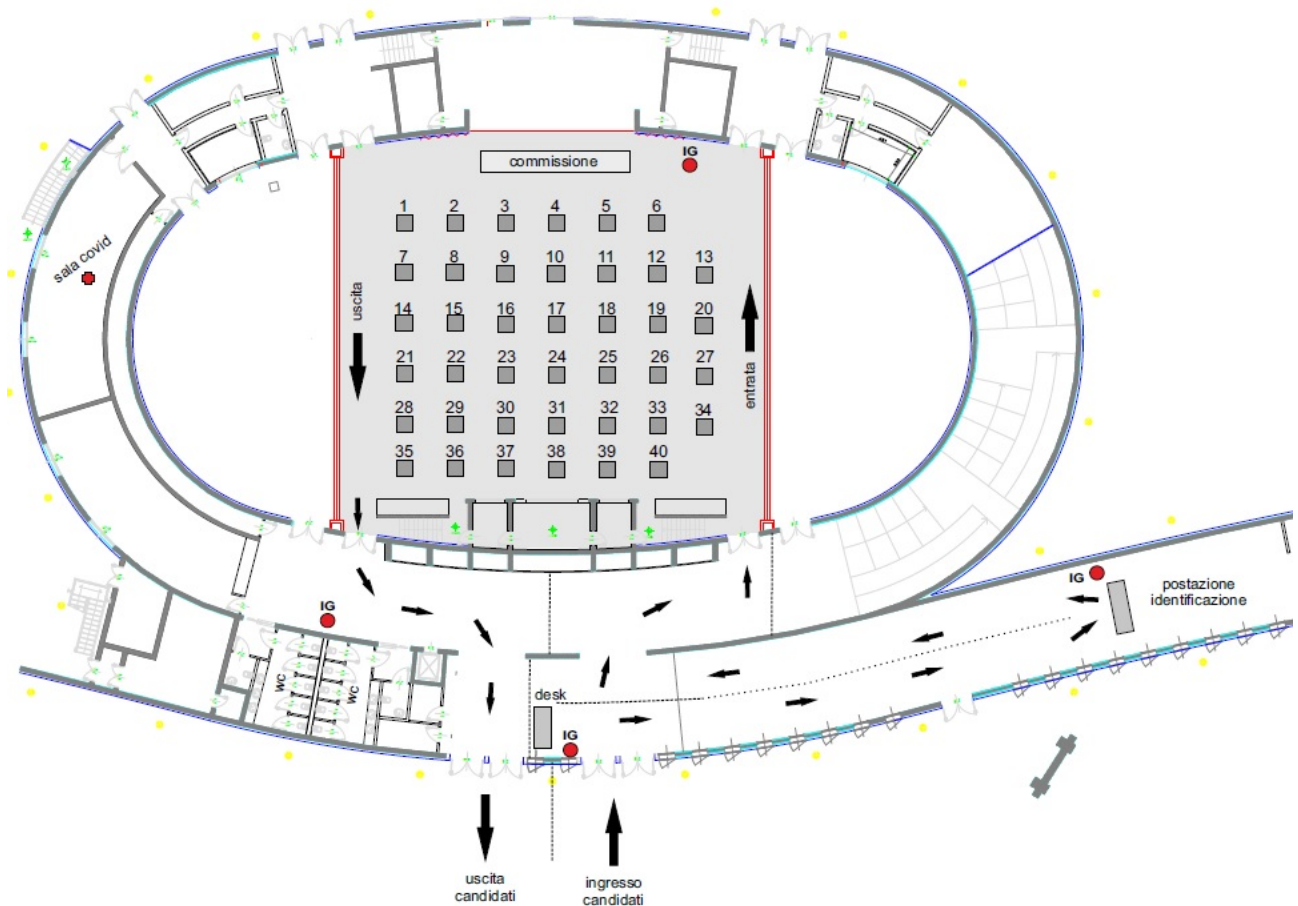 commissione
IG
1 2 3 4 5 6
7 8 9 10 11 12 13
sala covid
uscita
14 15 16 17 18 19 20
entrata
21 22 23 24 25 26 27
28 29 30 31 32 33 34
35 36 37 38 39 40
IG
postazione
identificazione
IG
wc
wc
desk
IG
uscita
candidati
ingresso
candidati